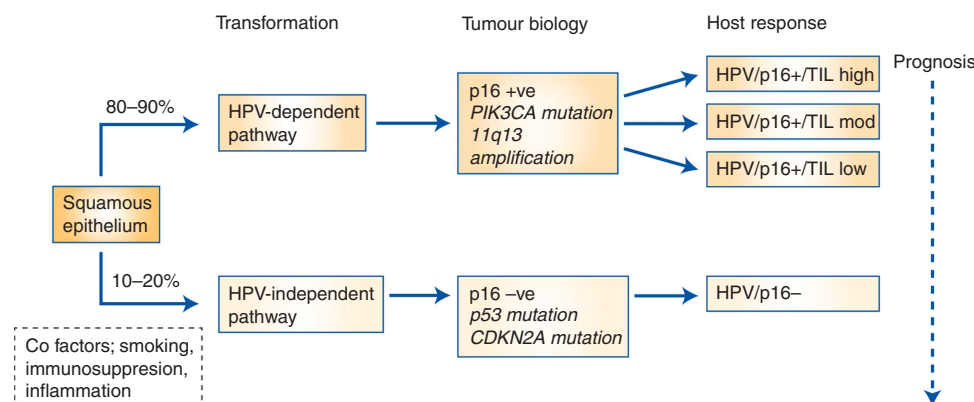 Transformation
Tumour biology
Host response
Prognosis
80–90%
HPV-dependent
pathway
p16 +ve
PIK3CA mutation
11q13
amplification
HPV/p16+/TIL high
HPV/p16+/TIL mod
HPV/p16+/TIL low
Squamous
epithelium
10–20%
HPV-independent
pathway
p16 –ve
p53 mutation
CDKN2A mutation
HPV/p16–
Co factors; smoking,
immunosuppresion,
inflammation